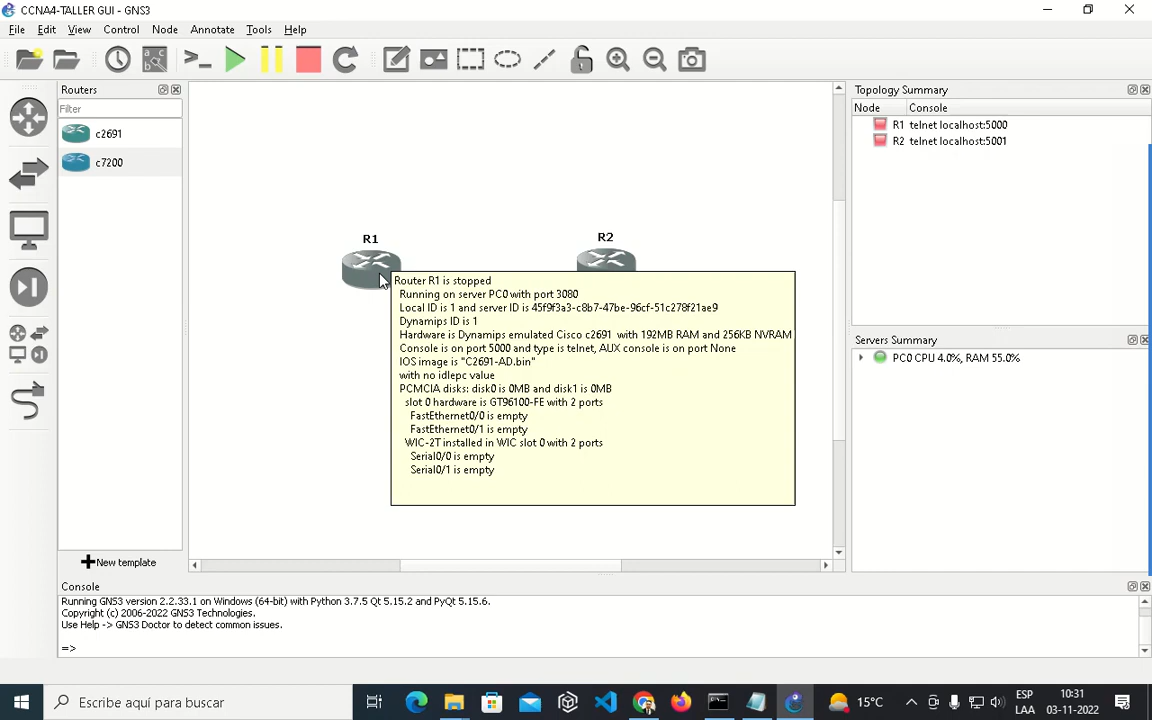 CCNA4-TALLER GUI - GNS3
File Edit View Control Node Annotate Tools Help
Routers
Filter
c2691
c7200
New template
R1
R2
Router R1 is stopped
Running on server PC0 with port 3080
Local ID is 1 and server ID is 45f9f3a3-c8b7-47be-96cf-51c278f21ae9
Dynamips ID is 1
Hardware is Dynamips emulated Cisco c2691 with 192MB RAM and 256KB NVRAM
Console is on port 5000 and type is telnet, AUX console is on port None
IOS image is "C2691-AD.bin"
with no idlepc value
PCMCIA disks: disk0 is 0MB and disk1 is 0MB
slot 0 hardware is GT96100-FE with 2 ports
FastEthernet0/0 is empty
FastEthernet0/1 is empty
WIC-2T installed in WIC slot 0 with 2 ports
Serial0/0 is empty
Serial0/1 is empty
Topology Summary
Node Console
R1 telnet localhost:5000
R2 telnet localhost:5001
Servers Summary
PC0 CPU 4.0%, RAM 55.0%
Console
Running GNS3 version 2.2.33.1 on Windows (64-bit) with Python 3.7.5 Qt 5.15.2 and PyQt 5.15.6.
Copyright (c) 2006-2022 GNS3 Technologies.
Use Help -> GNS3 Doctor to detect common issues.
=>
Escribe aquí para buscar
15°C
ESP
LAA
10:31
03-11-2022